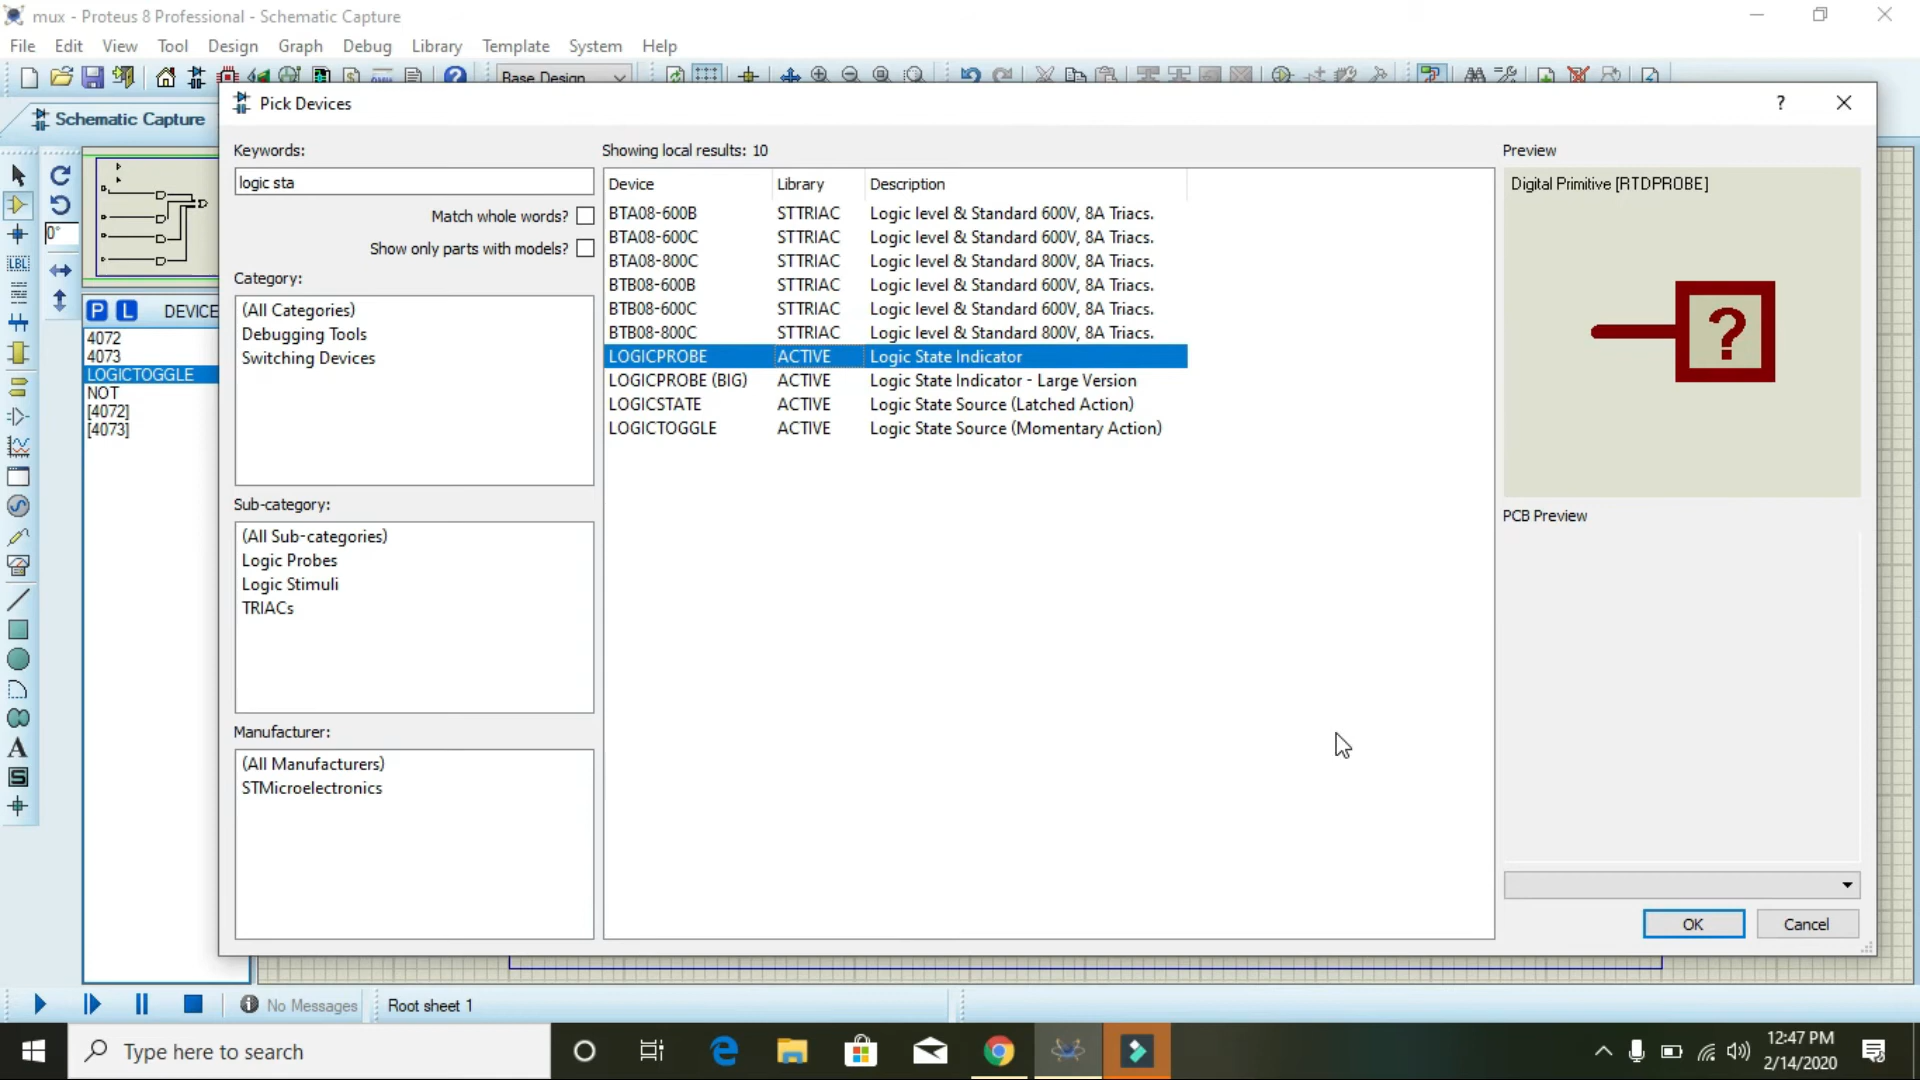 mux - Proteus 8 Professional - Schematic Capture
File Edit View Tool Design Graph Debug Library Template System Help
Base Design
Schematic Capture
Pick Devices
?
Keywords:
logic sta
Match whole words?
Show only parts with models?
Category:
(All Categories)
Debugging Tools
Switching Devices
Sub-category:
(All Sub-categories)
Logic Probes
Logic Stimuli
TRIACs
Manufacturer:
(All Manufacturers)
STMicroelectronics
Showing local results: 10
Device Library Description
BTA08-600B STTRIAC Logic level & Standard 600V, 8A Triacs.
BTA08-600C STTRIAC Logic level & Standard 600V, 8A Triacs.
BTA08-800C STTRIAC Logic level & Standard 800V, 8A Triacs.
BTB08-600B STTRIAC Logic level & Standard 600V, 8A Triacs.
BTB08-600C STTRIAC Logic level & Standard 600V, 8A Triacs.
BTB08-800C STTRIAC Logic level & Standard 800V, 8A Triacs.
LOGICPROBE ACTIVE Logic State Indicator
LOGICPROBE (BIG) ACTIVE Logic State Indicator - Large Version
LOGICSTATE ACTIVE Logic State Source (Latched Action)
LOGICTOGGLE ACTIVE Logic State Source (Momentary Action)
Preview
Digital Primitive [RTDPROBE]
?
PCB Preview
OK Cancel
0°
LBL
P L DEVICE
4072
4073
LOGICTOGGLE
NOT
[4072]
[4073]
A
S
No Messages Root sheet 1
Type here to search
12:47 PM
2/14/2020